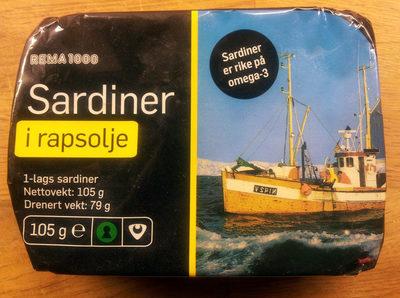 REMA 1000
Sardiner
i rapsolje
1-lags sardiner
Nettovekt: 105 g
Drenert vekt: 79 g
105 g ℮
Sardiner
er rike på
omega-3